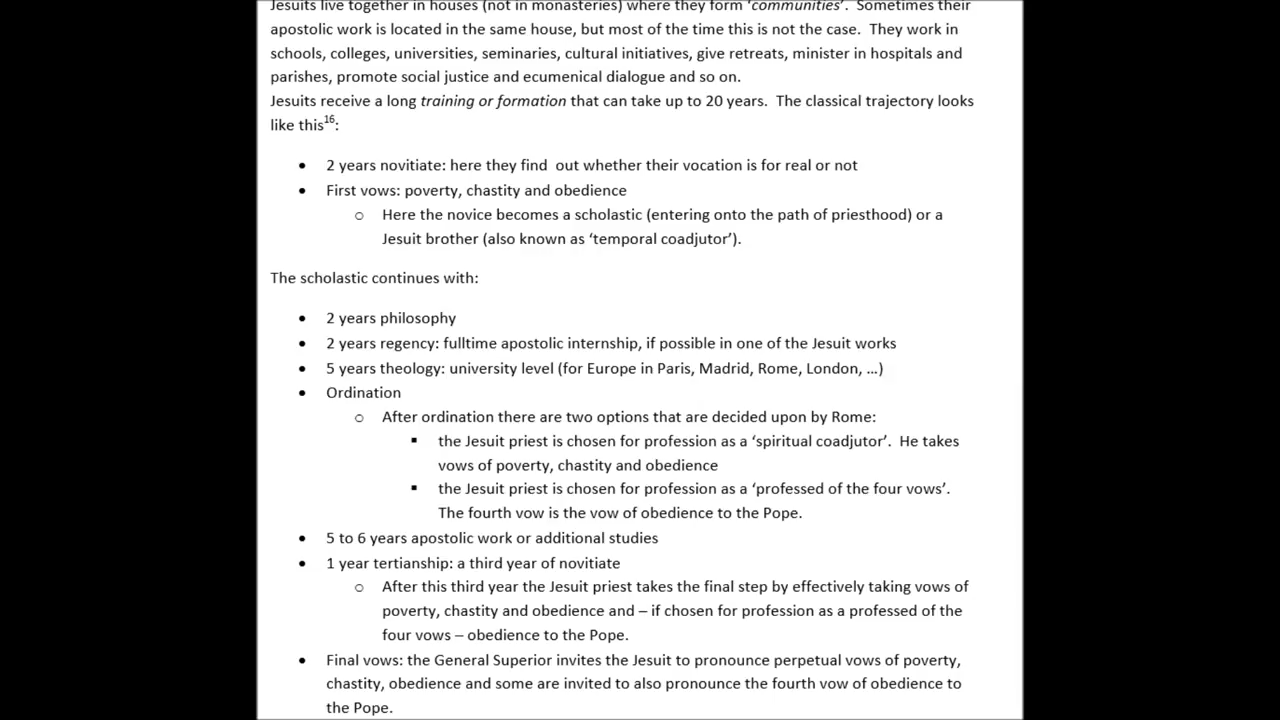 Jesuits live together in houses (not in monasteries) where they form ‘communities’.  Sometimes their
apostolic work is located in the same house, but most of the time this is not the case.  They work in
schools, colleges, universities, seminaries, cultural initiatives, give retreats, minister in hospitals and
parishes, promote social justice and ecumenical dialogue and so on.
Jesuits receive a long training or formation that can take up to 20 years.  The classical trajectory looks
like this16:
• 2 years novitiate: here they find  out whether their vocation is for real or not
• First vows: poverty, chastity and obedience
o Here the novice becomes a scholastic (entering onto the path of priesthood) or a
Jesuit brother (also known as ‘temporal coadjutor’).
The scholastic continues with:
• 2 years philosophy
• 2 years regency: fulltime apostolic internship, if possible in one of the Jesuit works
• 5 years theology: university level (for Europe in Paris, Madrid, Rome, London, …)
• Ordination
o After ordination there are two options that are decided upon by Rome:
▪ the Jesuit priest is chosen for profession as a ‘spiritual coadjutor’.  He takes
vows of poverty, chastity and obedience
▪ the Jesuit priest is chosen for profession as a ‘professed of the four vows’.
The fourth vow is the vow of obedience to the Pope.
• 5 to 6 years apostolic work or additional studies
• 1 year tertianship: a third year of novitiate
o After this third year the Jesuit priest takes the final step by effectively taking vows of
poverty, chastity and obedience and – if chosen for profession as a professed of the
four vows – obedience to the Pope.
• Final vows: the General Superior invites the Jesuit to pronounce perpetual vows of poverty,
chastity, obedience and some are invited to also pronounce the fourth vow of obedience to
the Pope.